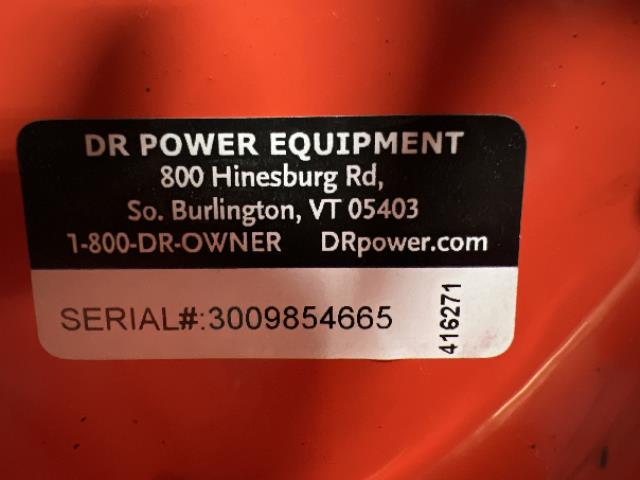 DR POWER EQUIPMENT
800 Hinesburg Rd,
So. Burlington, VT 05403
1-800-DR-OWNER DRpower.com
SERIAL#:3009854665
416271